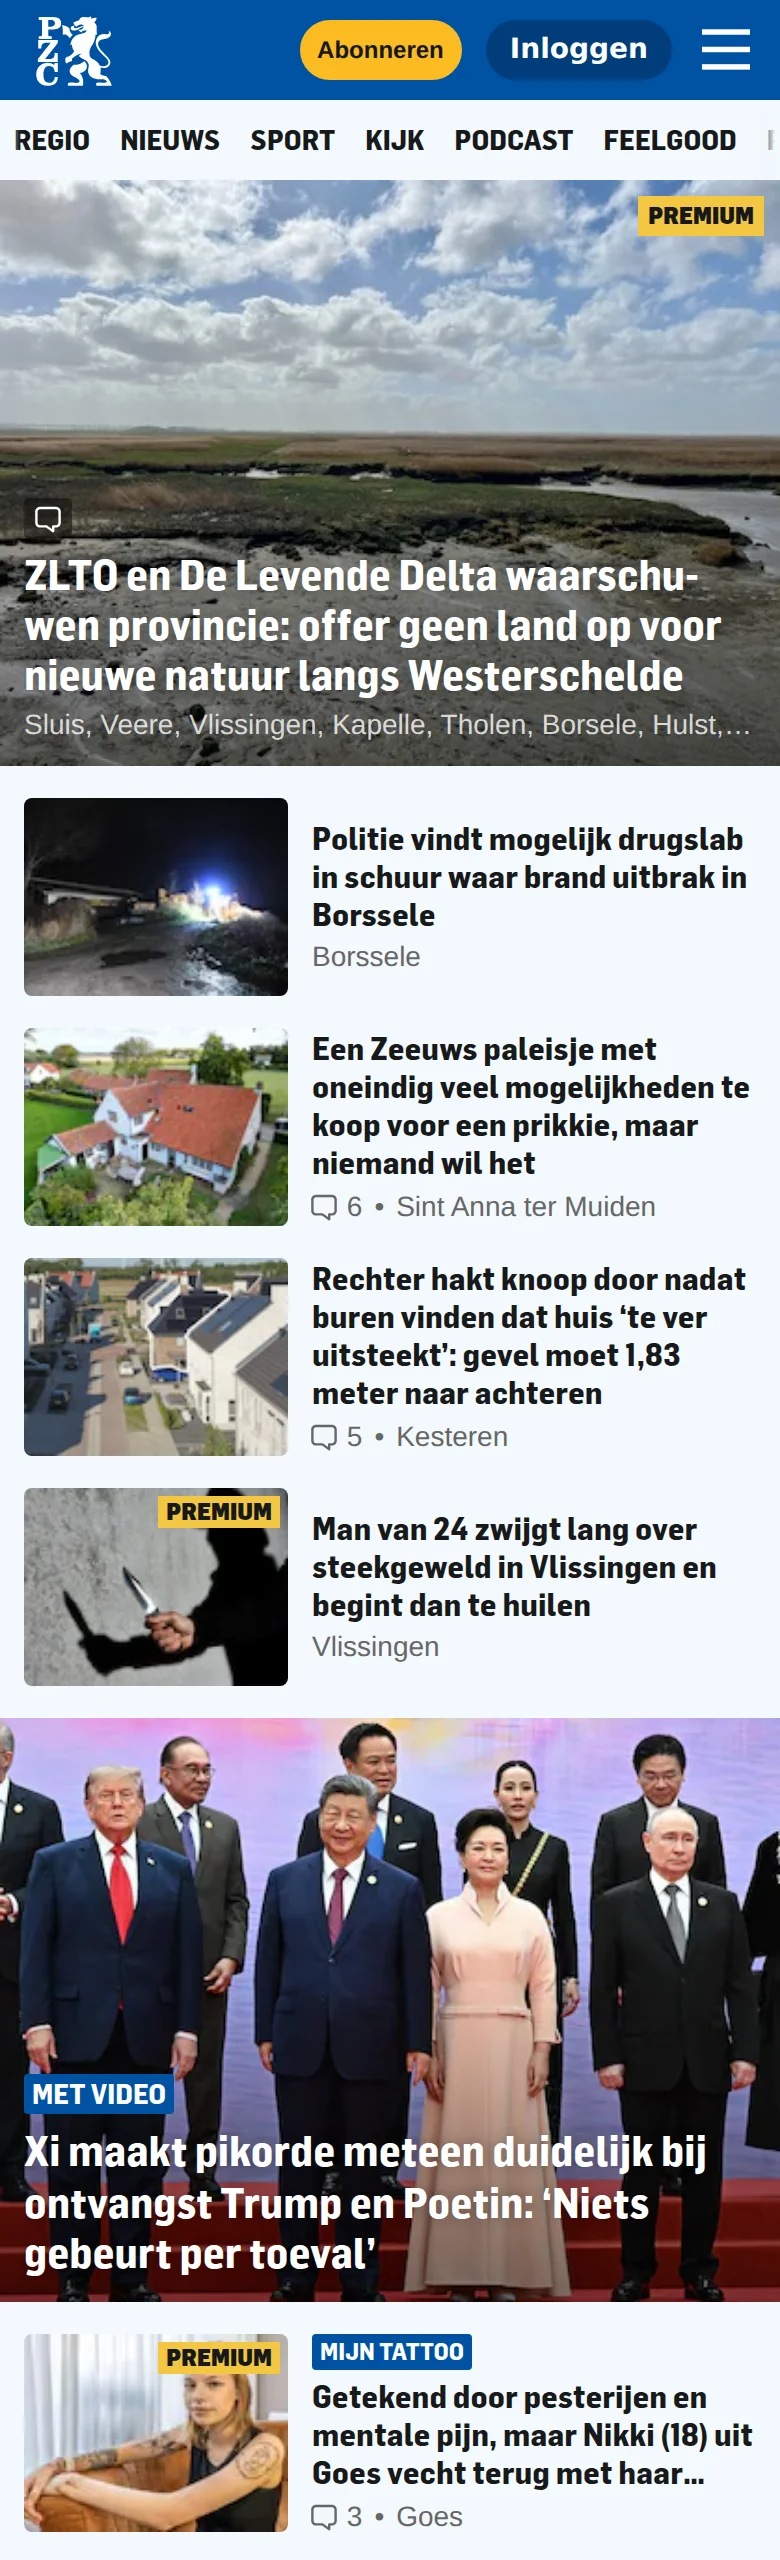 PZC
Abonneren
Inloggen
REGIO NIEUWS SPORT KIJK PODCAST FEELGOOD
PREMIUM
ZLTO en De Levende Delta waarschu-
wen provincie: offer geen land op voor
nieuwe natuur langs Westerschelde
Sluis, Veere, Vlissingen, Kapelle, Tholen, Borsele, Hulst,…
Politie vindt mogelijk drugslab
in schuur waar brand uitbrak in
Borssele
Borssele
Een Zeeuws paleisje met
oneindig veel mogelijkheden te
koop voor een prikkie, maar
niemand wil het
6 • Sint Anna ter Muiden
Rechter hakt knoop door nadat
buren vinden dat huis ‘te ver
uitsteekt’: gevel moet 1,83
meter naar achteren
5 • Kesteren
PREMIUM
Man van 24 zwijgt lang over
steekgeweld in Vlissingen en
begint dan te huilen
Vlissingen
MET VIDEO
Xi maakt pikorde meteen duidelijk bij
ontvangst Trump en Poetin: ‘Niets
gebeurt per toeval’
PREMIUM
MIJN TATTOO
Getekend door pesterijen en
mentale pijn, maar Nikki (18) uit
Goes vecht terug met haar...
3 • Goes